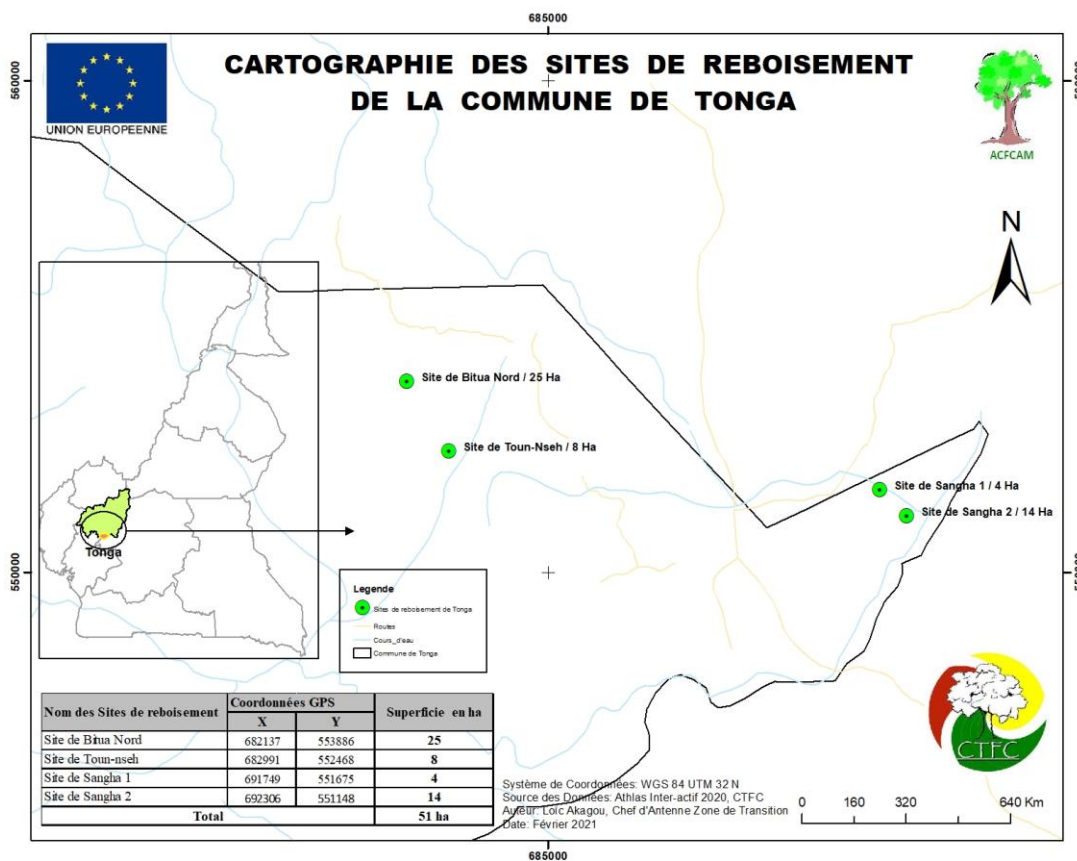 685000
CARTOGRAPHIE DES SITES DE REBOISEMENT
DE LA COMMUNE DE TONGA
UNION EUROPEENNE
ACFCAM
560000
560000
N
Site de Bitua Nord / 25 Ha
Site de Toun-Nseh / 8 Ha
Site de Sangha 1 / 4 Ha
Site de Sangha 2 / 14 Ha
Tonga
550000
550000
Legende
Sites de reboisement de Tonga
Routes
Cours_d'eau
Commune de Tonga
Nom des Sites de reboisement Coordonnées GPS Superficie en ha
X Y
Site de Bitua Nord 682137 553886 25
Site de Toun-nseh 682991 552468 8
Site de Sangha 1 691749 551675 4
Site de Sangha 2 692306 551148 14
Total 51 ha
CTFC
Système de Coordonnées: WGS 84 UTM 32 N
Source des Données: Athlas Inter-actif 2020, CTFC
Auteur: Loïc Akagou, Chef d'Antenne Zone de Transition
Date: Février 2021
0 160 320 640 Km
685000